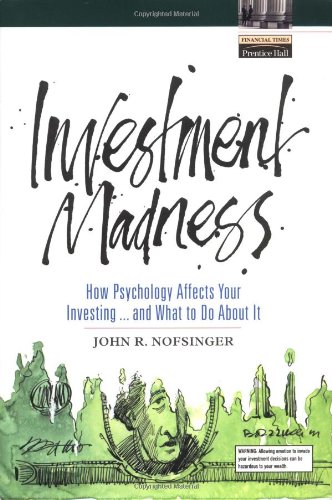 FINANCIAL TIMES
Prentice Hall
Investment
Madness
How Psychology Affects Your
Investing ... and What to Do About It
JOHN R. NOFSINGER
WARNING: Allowing emotion to invade
your investment decisions can be
hazardous to your wealth